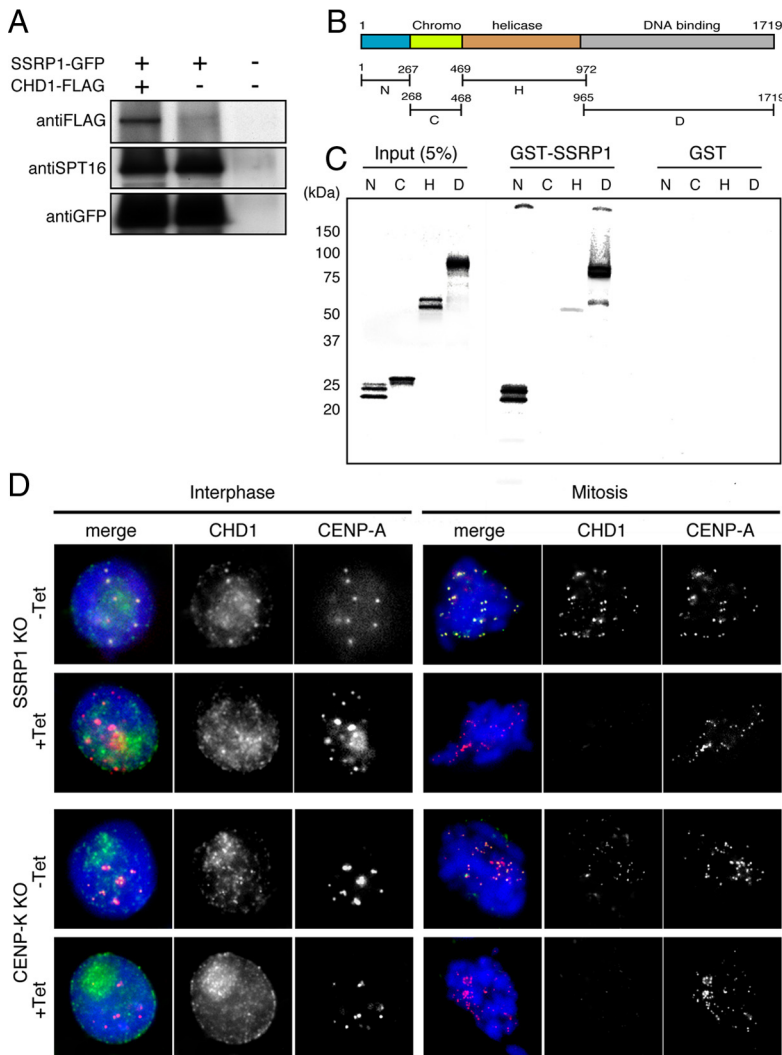 A
SSRP1-GFP + + -
CHD1-FLAG + - -
antiFLAG
antiSPT16
antiGFP
B
1 Chromo helicase DNA binding 1719
1 267 469 972
N H
268 468 965 1719
C D
C
Input (5%) GST-SSRP1 GST
(kDa) N C H D N C H D N C H D
150
100
75
50
37
25
20
D
Interphase Mitosis
merge CHD1 CENP-A merge CHD1 CENP-A
SSRP1 KO
-Tet
+Tet
CENP-K KO
-Tet
+Tet